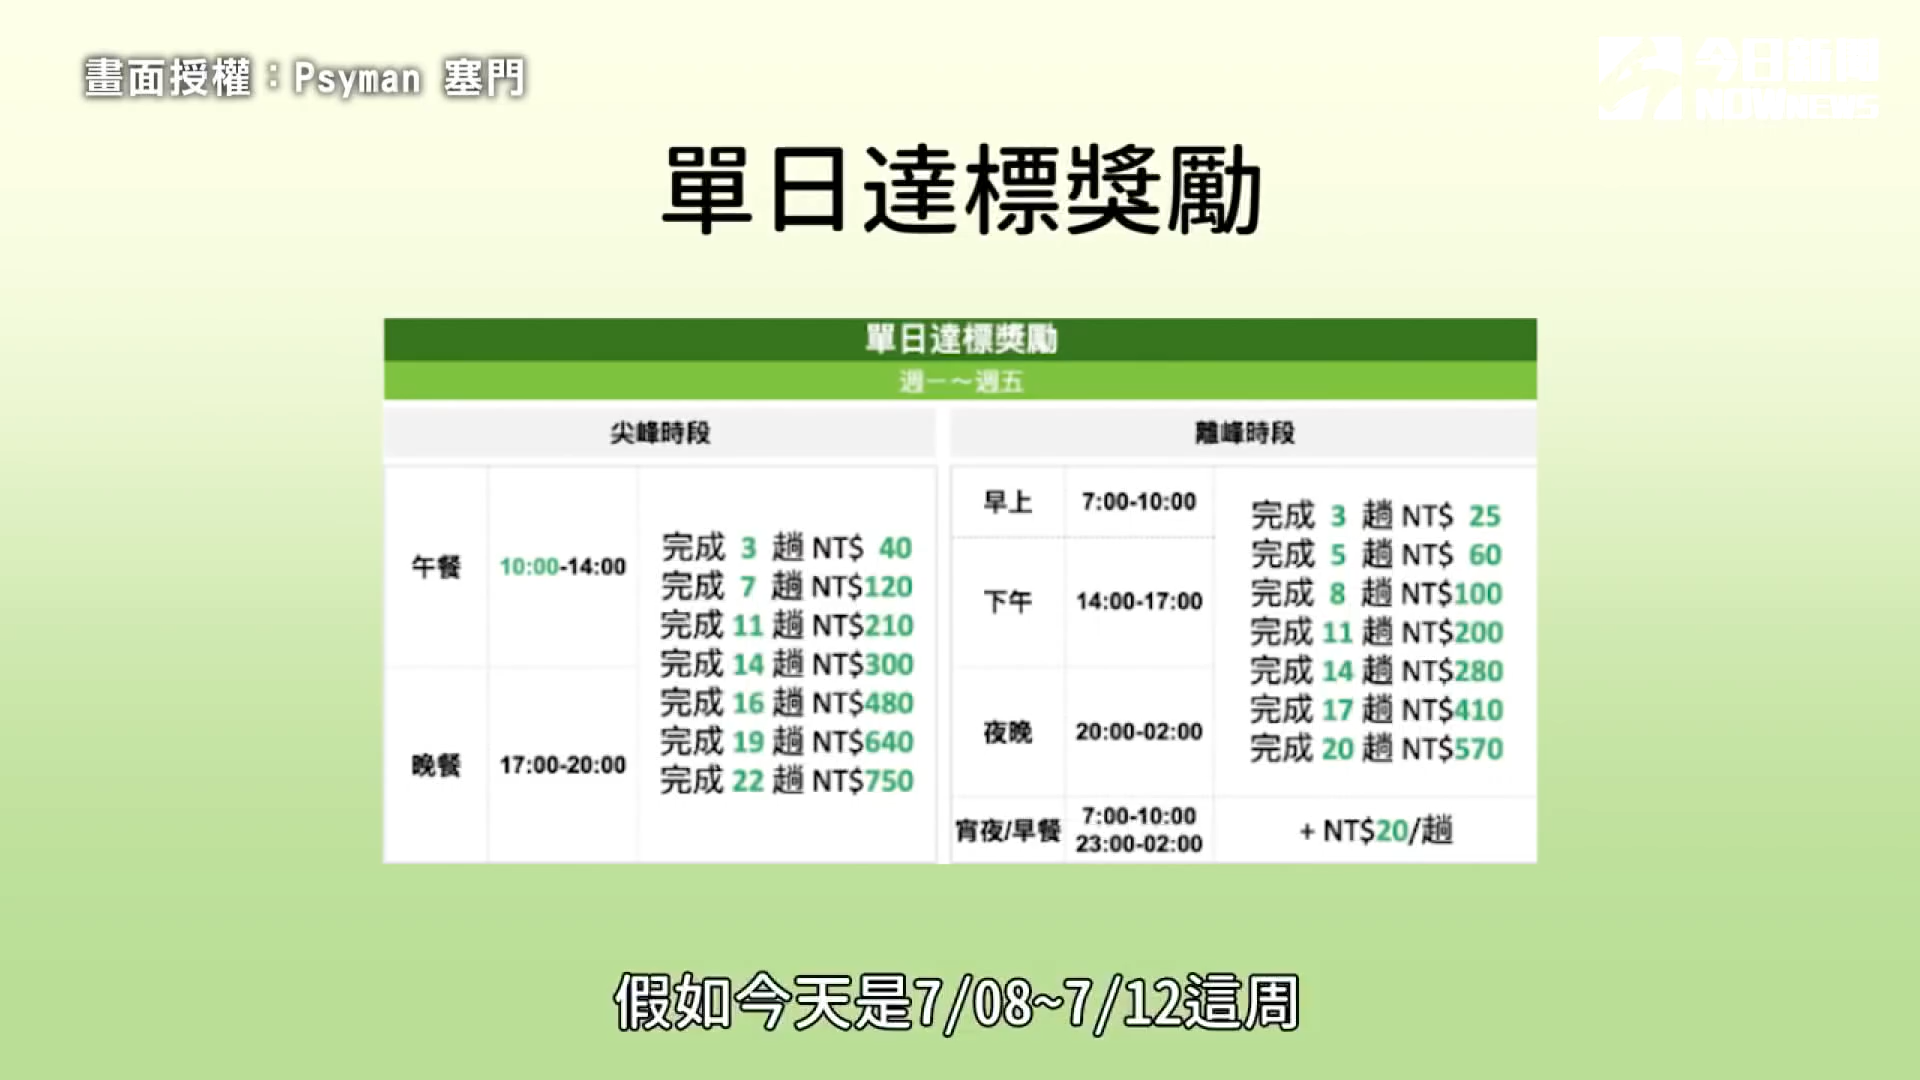 畫面授權：Psyman 塞門
今日新聞
NOWNEWS
單日達標獎勵
單日達標獎勵
週一～週五
尖峰時段
離峰時段
午餐
10:00-14:00
晚餐
17:00-20:00
完成 3 趟 NT$ 40
完成 7 趟 NT$120
完成 11 趟 NT$210
完成 14 趟 NT$300
完成 16 趟 NT$480
完成 19 趟 NT$640
完成 22 趟 NT$750
早上
7:00-10:00
下午
14:00-17:00
夜晚
20:00-02:00
完成 3 趟 NT$ 25
完成 5 趟 NT$ 60
完成 8 趟 NT$100
完成 11 趟 NT$200
完成 14 趟 NT$280
完成 17 趟 NT$410
完成 20 趟 NT$570
宵夜/早餐
7:00-10:00
23:00-02:00
+ NT$20/趟
假如今天是7/08~7/12這周